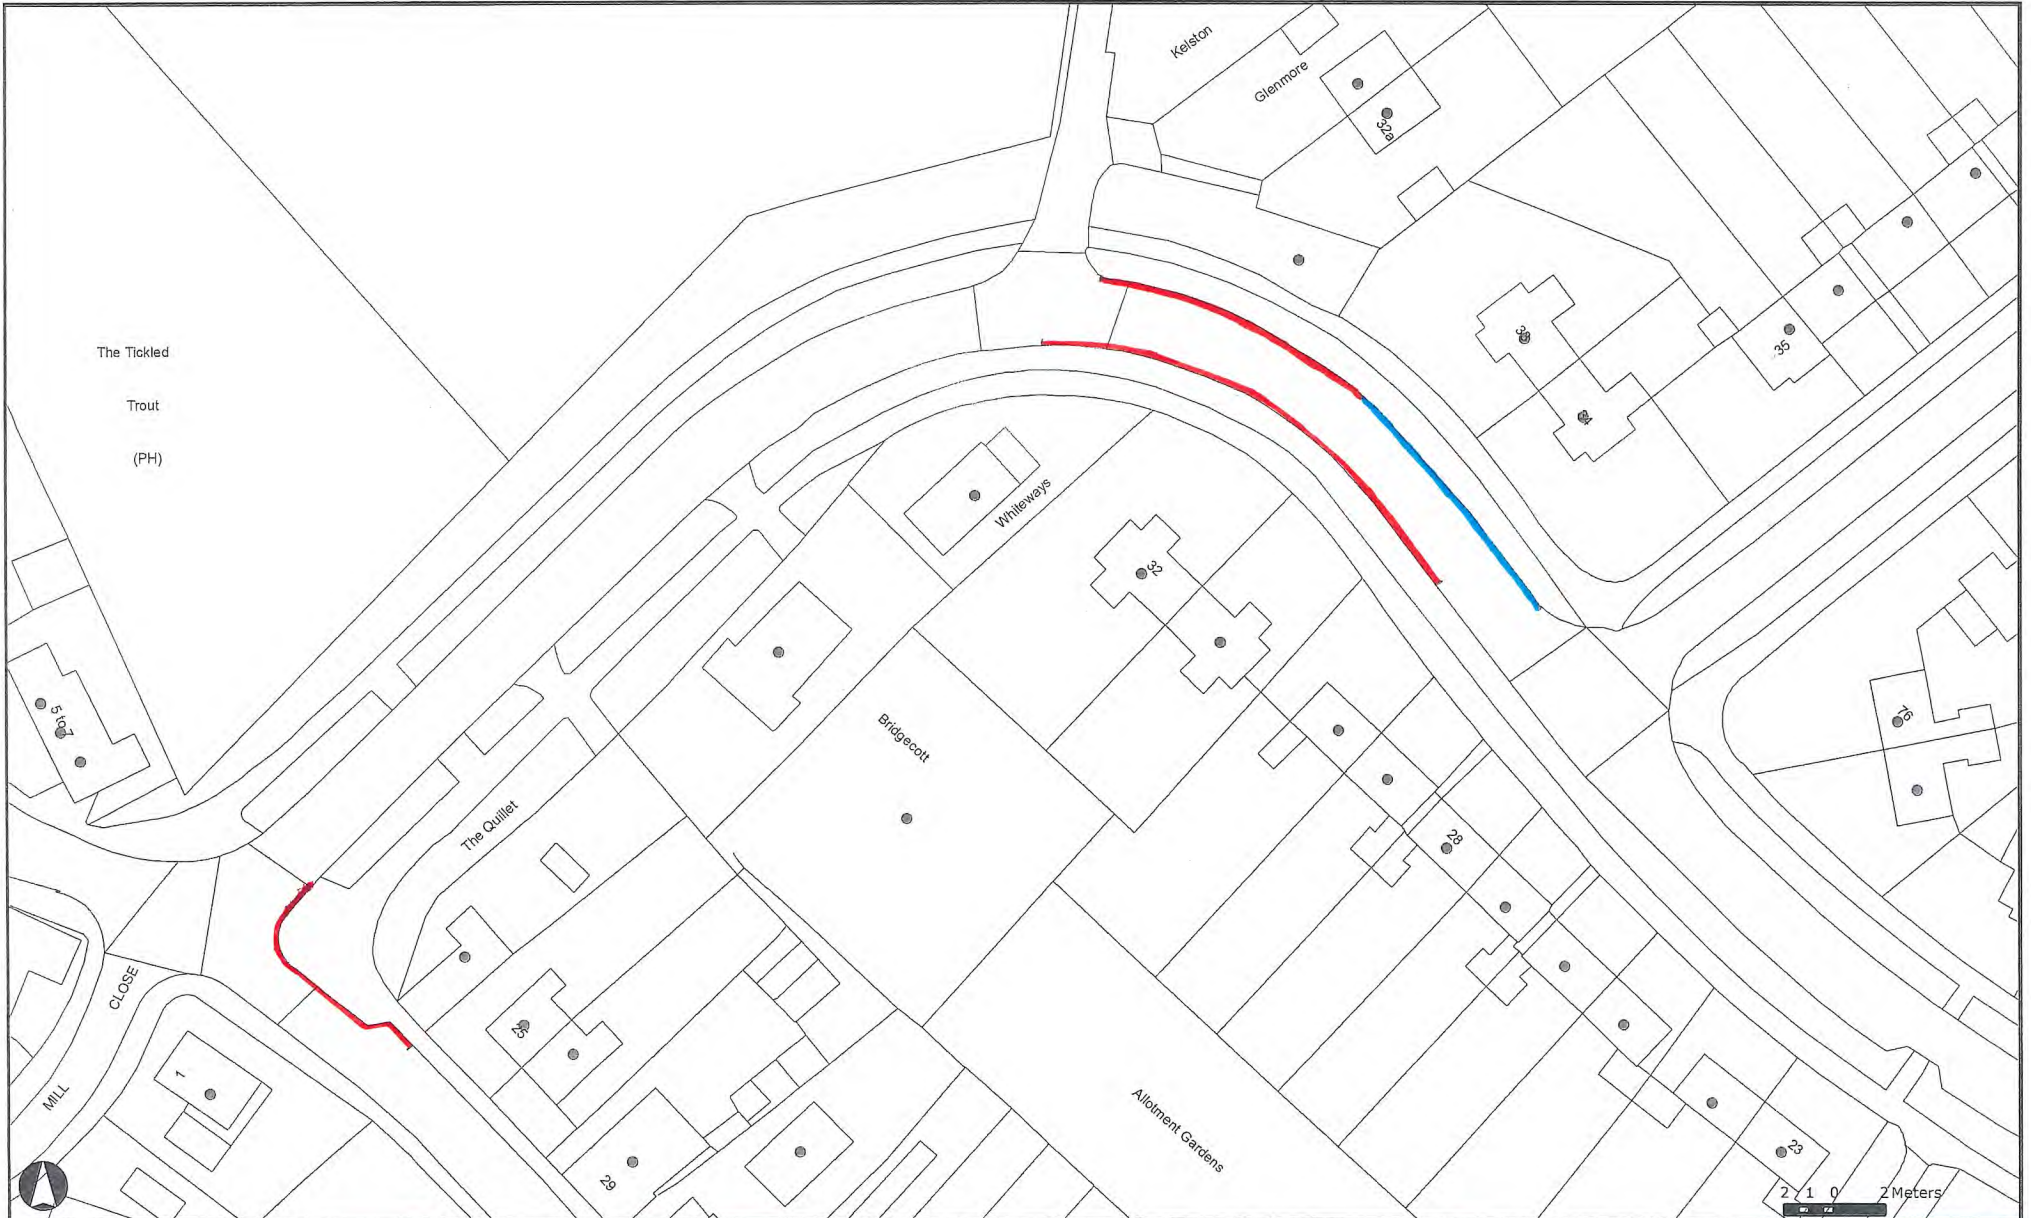 Kelston
Glenmore
32a
The Tickled
Trout
(PH)
35
Whiteways
32
5 to 7
Bridgecott
76
The Quillet
28
CLOSE
25
MILL
1
Allotment Gardens
29
23
2 1 0 2 Meters